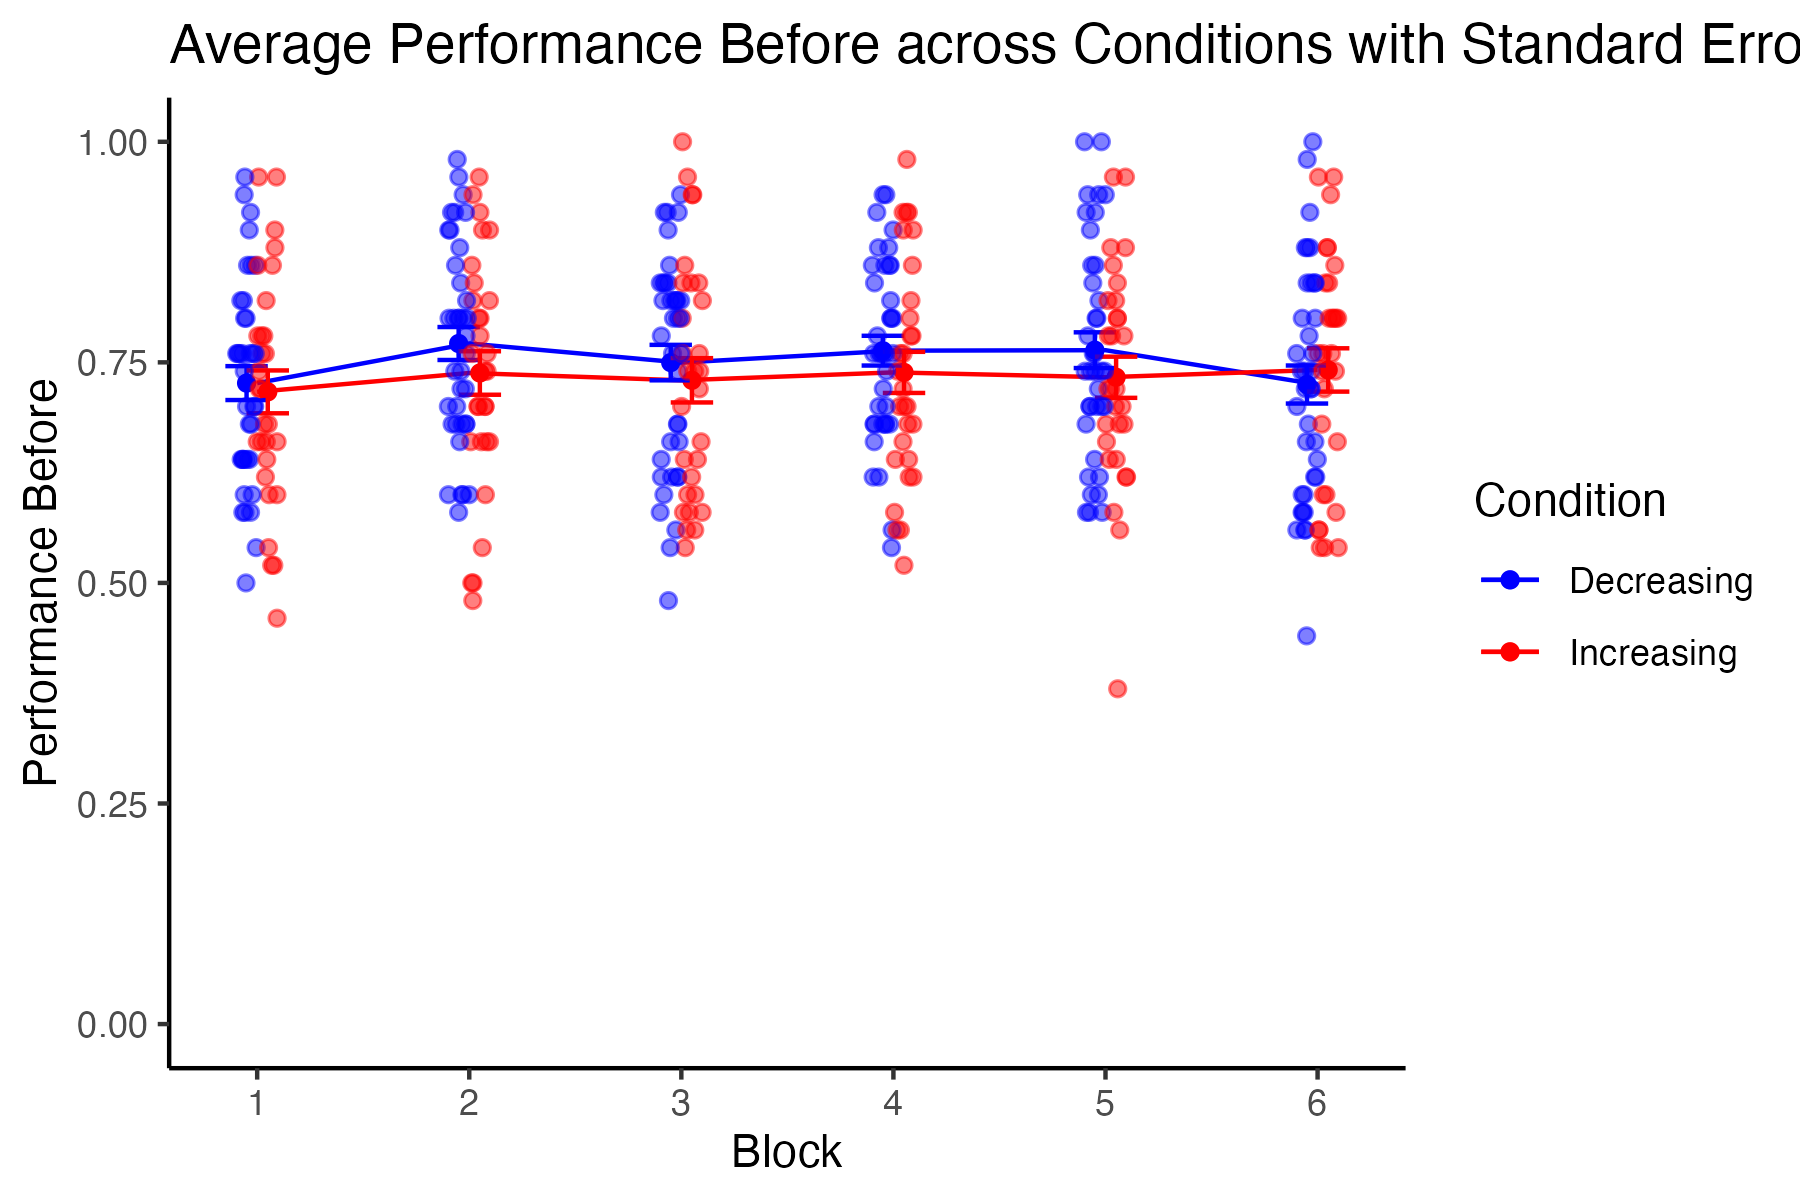 Average Performance Before across Conditions with Standard Erro
Performance Before
1.00
0.75
0.50
0.25
0.00
1 2 3 4 5 6
Block
Condition
Decreasing
Increasing